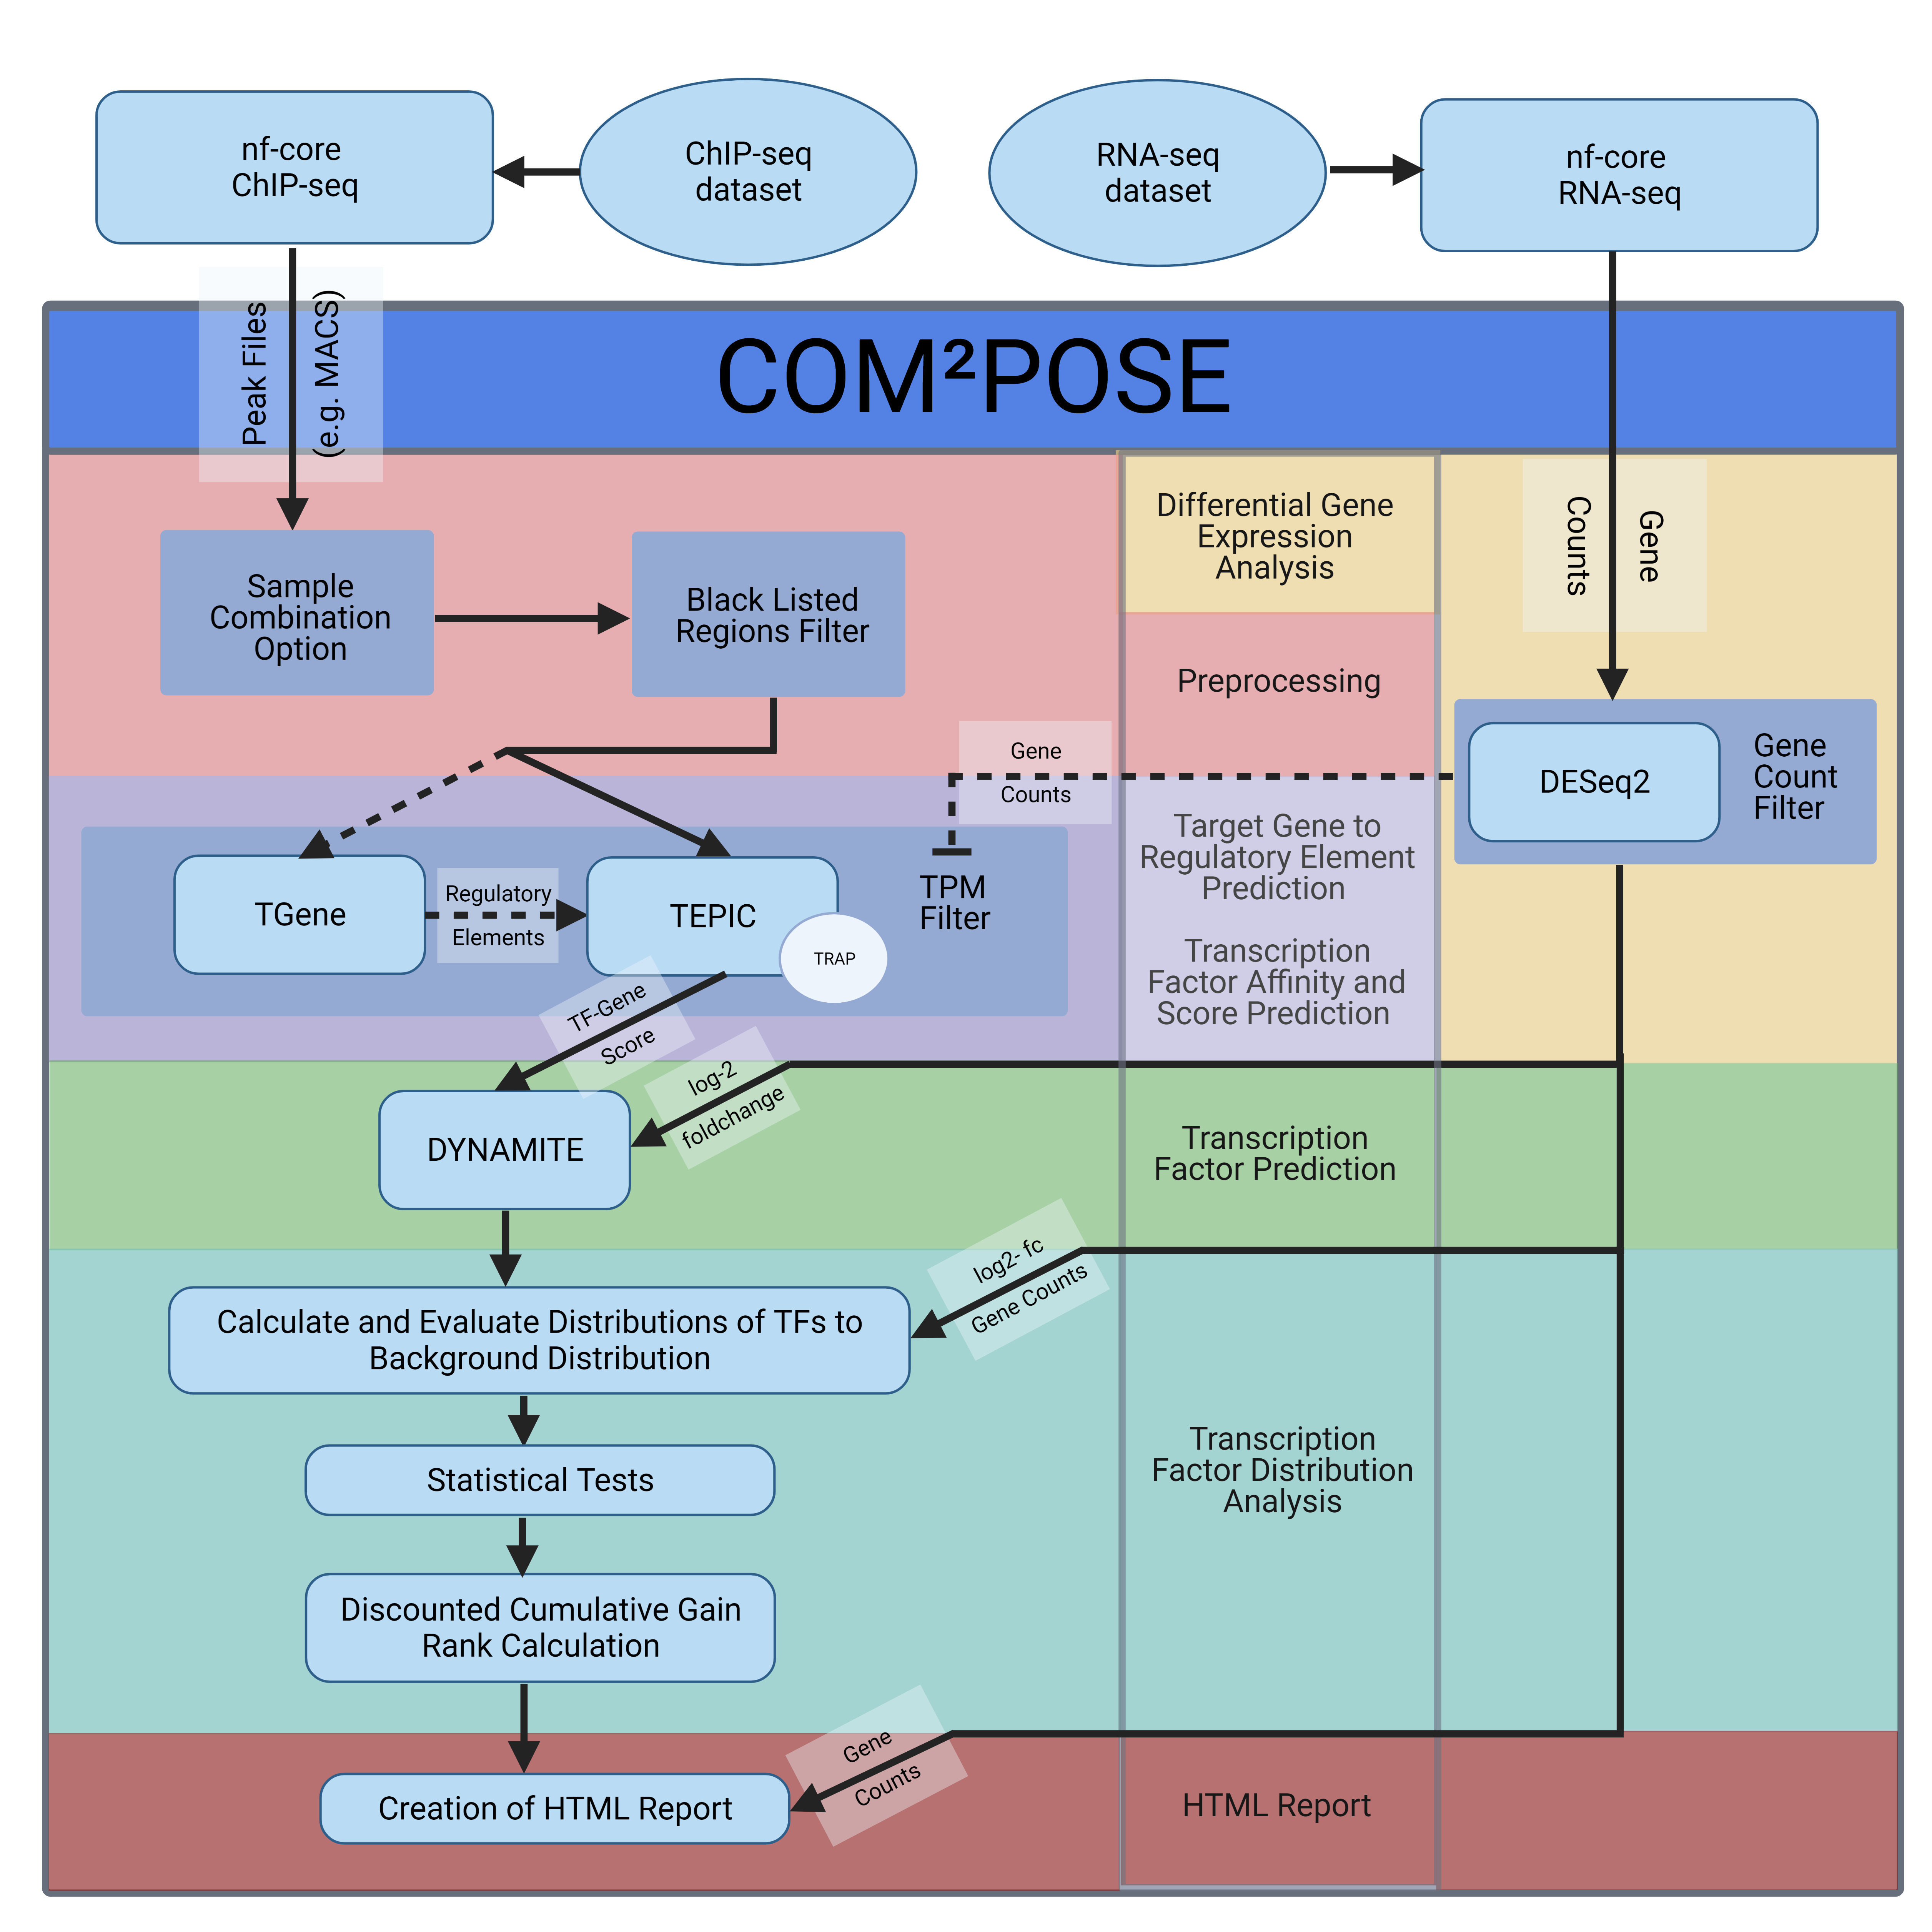 nf-core
ChIP-seq
ChIP-seq
dataset
RNA-seq
dataset
nf-core
RNA-seq
Peak Files
(e.g. MACS)
COM²POSE
Sample
Combination
Option
Black Listed
Regions Filter
Differential Gene
Expression
Analysis
Gene
Counts
Preprocessing
Gene
Counts
DESeq2
Gene
Count
Filter
TGene
Regulatory
Elements
TEPIC
TRAP
TPM
Filter
Target Gene to
Regulatory Element
Prediction
Transcription
Factor Affinity and
Score Prediction
TF-Gene
Score
log-2
foldchange
DYNAMITE
Transcription
Factor Prediction
log2- fc
Gene Counts
Calculate and Evaluate Distributions of TFs to
Background Distribution
Statistical Tests
Transcription
Factor Distribution
Analysis
Discounted Cumulative Gain
Rank Calculation
Gene
Counts
Creation of HTML Report
HTML Report